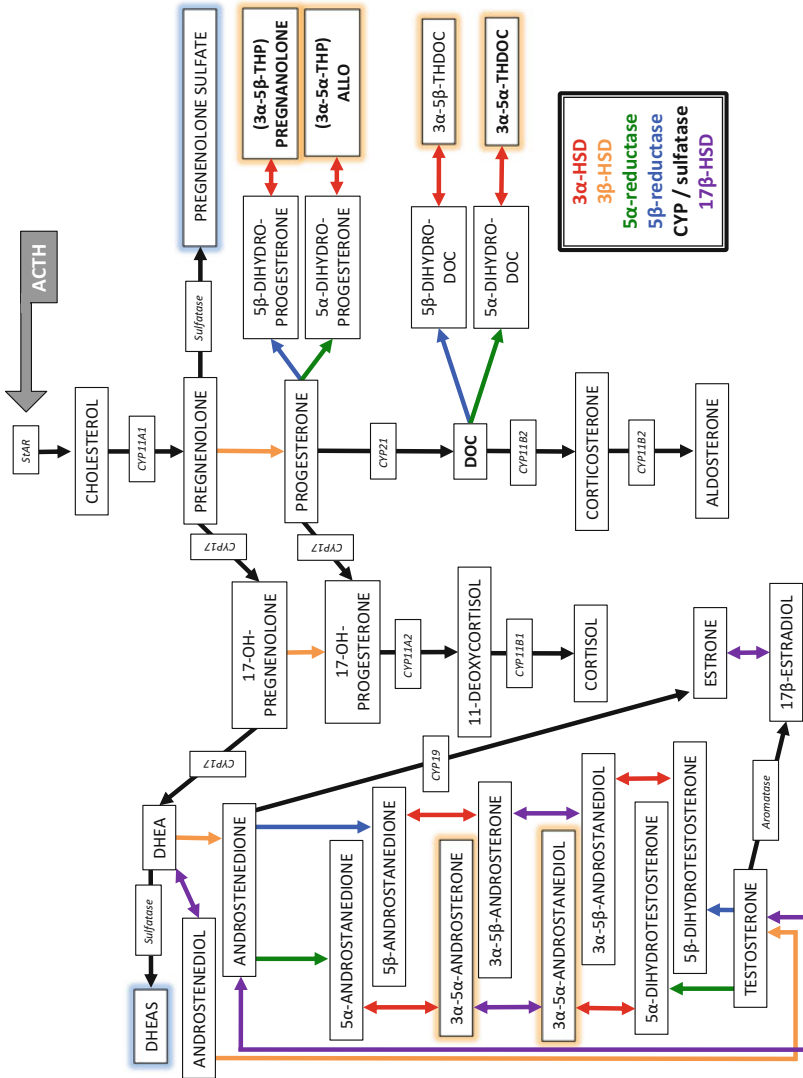 ACTH
StAR
CHOLESTEROL
CYP11A1
PREGNENOLONE
Sulfatase
PREGNENOLONE SULFATE
CYP17
17-OH-
PREGNENOLONE
CYP17
DHEA
Sulfatase
DHEAS
ANDROSTENEDIOL
PROGESTERONE
5β-DIHYDRO-
PROGESTERONE
(3α-5β-THP)
PREGNANOLONE
5α-DIHYDRO-
PROGESTERONE
(3α-5α-THP)
ALLO
CYP17
17-OH-
PROGESTERONE
CYP11A2
11-DEOXYCORTISOL
CYP11B1
CORTISOL
CYP21
DOC
5β-DIHYDRO-
DOC
3α-5β-THDOC
5α-DIHYDRO-
DOC
3α-5α-THDOC
CYP11B2
CORTICOSTERONE
CYP11B2
ALDOSTERONE
ANDROSTENEDIONE
CYP19
ESTRONE
17β-ESTRADIOL
5α-ANDROSTANEDIONE
5β-ANDROSTANEDIONE
3α-5α-ANDROSTERONE
3α-5β-ANDROSTERONE
3α-5α-ANDROSTANEDIOL
3α-5β-ANDROSTANEDIOL
5α-DIHYDROTESTOSTERONE
5β-DIHYDROTESTOSTERONE
TESTOSTERONE
Aromatase
3α-HSD
3β-HSD
5α-reductase
5β-reductase
CYP / sulfatase
17β-HSD